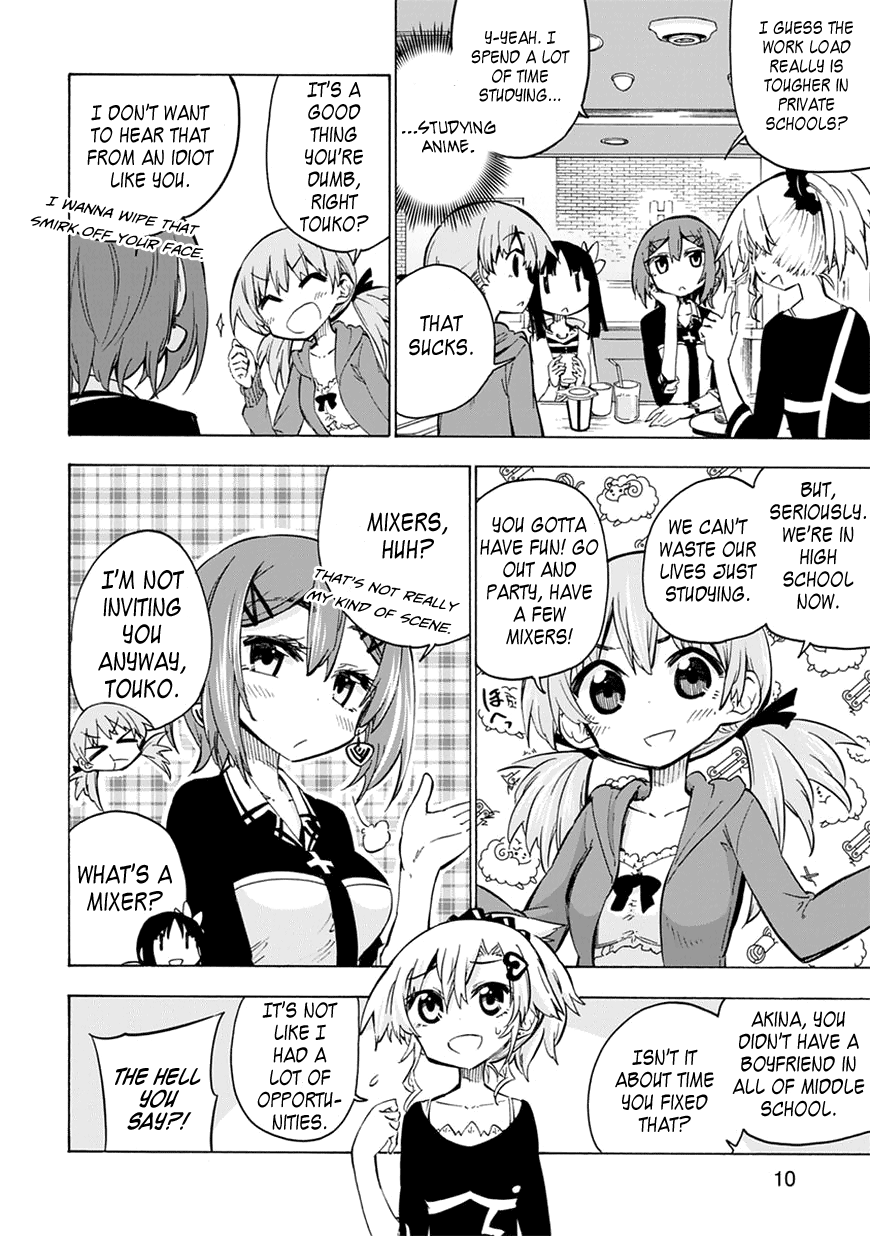 I GUESS THE
WORK LOAD
REALLY IS
TOUGHER IN
PRIVATE
SCHOOLS?
Y-YEAH. I
SPEND A LOT
OF TIME
STUDYING...
...STUDYING
ANIME.
THAT
SUCKS.
IT'S A
GOOD
THING
YOU'RE
DUMB,
RIGHT
TOUKO?
I DON'T WANT
TO HEAR THAT
FROM AN IDIOT
LIKE YOU.
I WANNA WIPE THAT
SMIRK OFF YOUR FACE.
BUT,
SERIOUSLY.
WE'RE IN
HIGH
SCHOOL
NOW.
WE CAN'T
WASTE OUR
LIVES JUST
STUDYING.
YOU GOTTA
HAVE FUN! GO
OUT AND
PARTY, HAVE
A FEW
MIXERS!
ほへっ
MIXERS,
HUH?
THAT'S NOT REALLY
MY KIND OF SCENE.
I'M NOT
INVITING
YOU
ANYWAY,
TOUKO.
WHAT'S A
MIXER?
AKINA, YOU
DIDN'T HAVE A
BOYFRIEND IN
ALL OF MIDDLE
SCHOOL.
ISN'T IT
ABOUT TIME
YOU FIXED
THAT?
IT'S NOT
LIKE I
HAD A
LOT OF
OPPORTU-
NITIES.
THE HELL
YOU
SAY?!
10